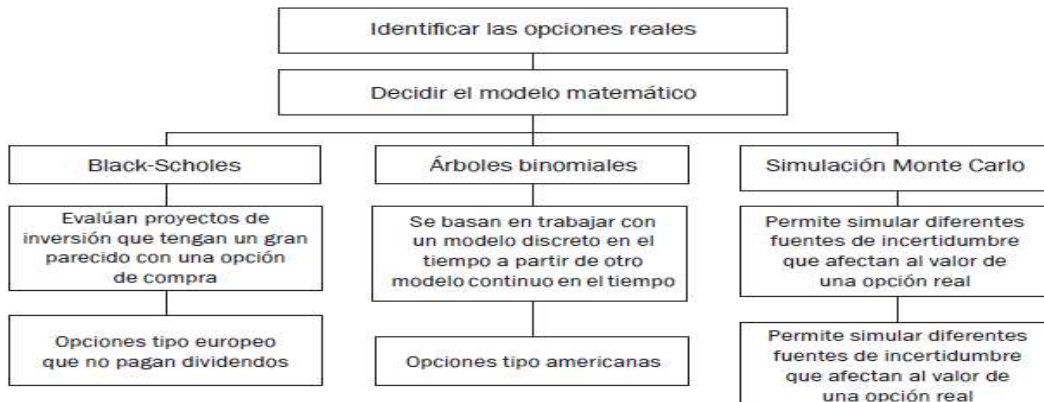 Identificar las opciones reales
Decidir el modelo matemático
Black-Scholes
Evalúan proyectos de
inversión que tengan un gran
parecido con una opción
de compra
Opciones tipo europeo
que no pagan dividendos
Árboles binomiales
Se basan en trabajar con
un modelo discreto en el
tiempo a partir de otro
modelo continuo en el tiempo
Opciones tipo americanas
Simulación Monte Carlo
Permite simular diferentes
fuentes de incertidumbre
que afectan al valor de
una opción real
Permite simular diferentes
fuentes de incertidumbre
que afectan al valor de
una opción real